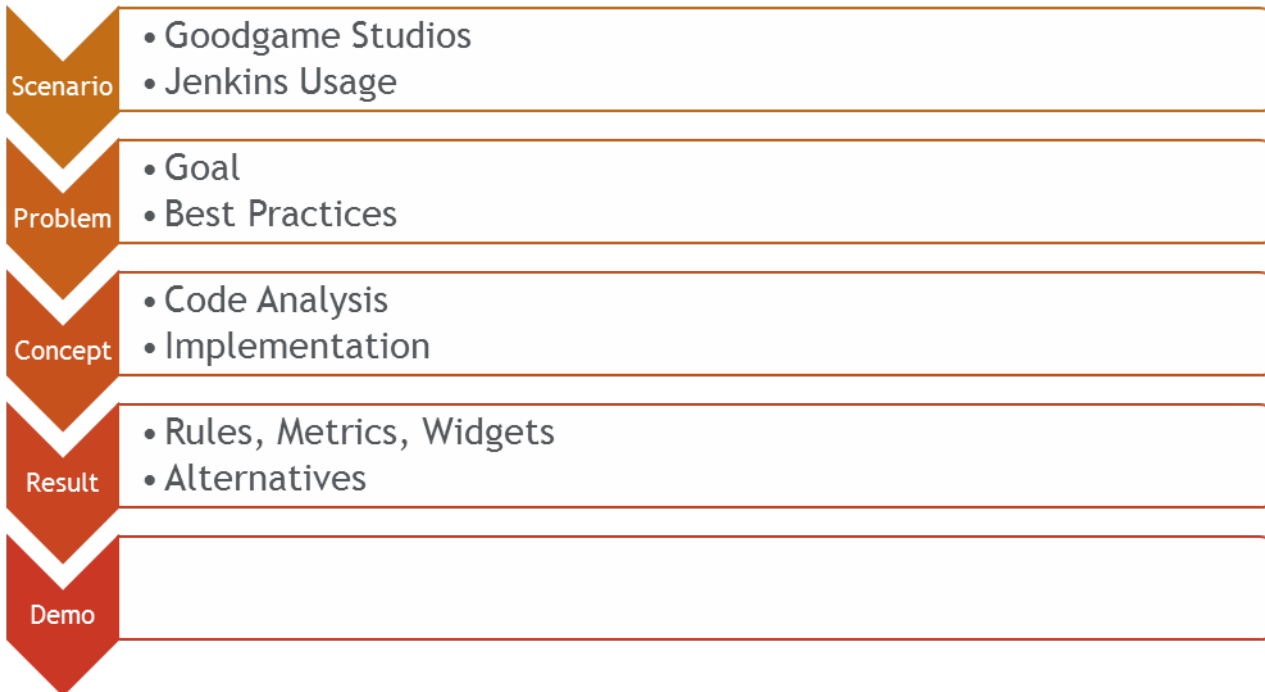 Scenario
• Goodgame Studios
• Jenkins Usage
Problem
• Goal
• Best Practices
Concept
• Code Analysis
• Implementation
Result
• Rules, Metrics, Widgets
• Alternatives
Demo